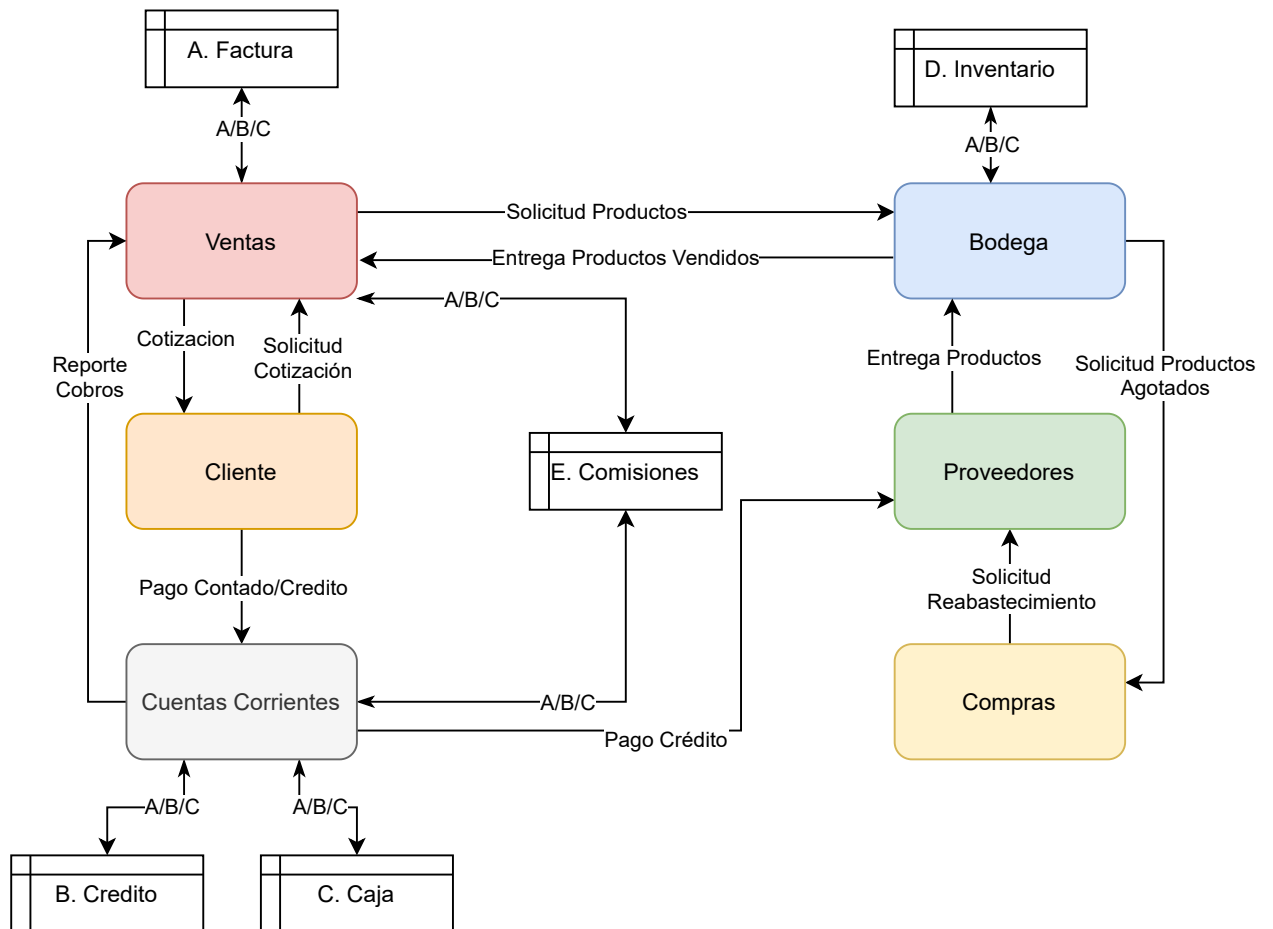 A. Factura
D. Inventario
A/B/C
A/B/C
Ventas
Solicitud Productos
Bodega
Entrega Productos Vendidos
A/B/C
Cotizacion
Solicitud
Cotización
Reporte
Cobros
Entrega Productos
Solicitud Productos
Agotados
Cliente
E. Comisiones
Proveedores
Pago Contado/Credito
Solicitud
Reabastecimiento
Cuentas Corrientes
A/B/C
Pago Crédito
Compras
A/B/C
A/B/C
B. Credito
C. Caja